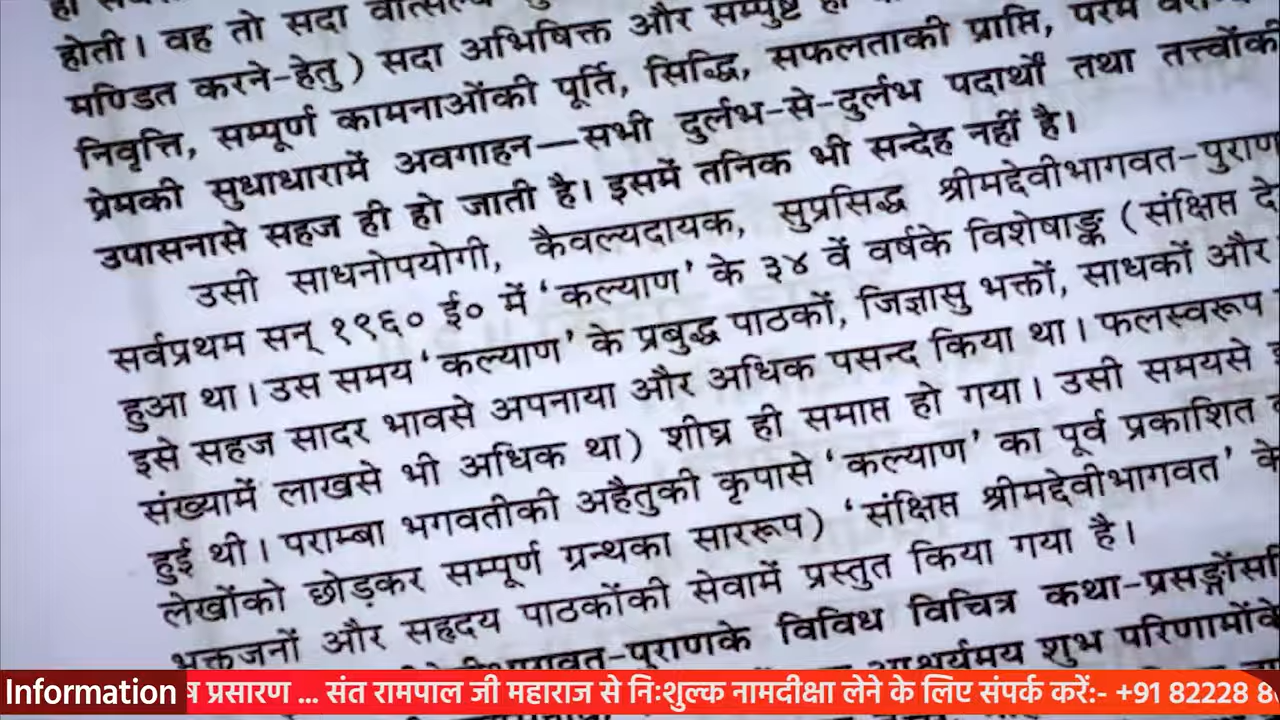 होती। वह तो सदा
मण्डित करने-हेतु) सदा अभिषिक्त और सम्पुष्ट
निवृत्ति, सम्पूर्ण कामनाओंकी पूर्ति, सिद्धि, सफलताकी प्राप्ति, परम
प्रेमकी सुधाधारामें अवगाहन—सभी दुर्लभ-से-दुर्लभ पदार्थों तथा तत्त्वोंकी
उपासनासे सहज ही हो जाती है। इसमें तनिक भी सन्देह नहीं है।
उसी साधनोपयोगी, कैवल्यदायक, सुप्रसिद्ध श्रीमद्देवीभागवत-पुराण
सर्वप्रथम सन् १९६० ई० में ‘कल्याण’ के ३४ वें वर्षके विशेषाङ्क (संक्षिप्त दे
हुआ था। उस समय ‘कल्याण’ के प्रबुद्ध पाठकों, जिज्ञासु भक्तों, साधकों और
इसे सहज सादर भावसे अपनाया और अधिक पसन्द किया था। फलस्वरूप
संख्यामें लाखसे भी अधिक था) शीघ्र ही समाप्त हो गया। उसी समयसे
हुई थी। पराम्बा भगवतीकी अहैतुकी कृपासे ‘कल्याण’ का पूर्व प्रकाशित
लेखोंको छोड़कर सम्पूर्ण ग्रन्थका साररूप) ‘संक्षिप्त श्रीमद्देवीभागवत’ के
भक्तजनों और सहृदय पाठकोंकी सेवामें प्रस्तुत किया गया है।
-पुराणके विविध विचित्र कथा-प्रसङ्गोंसहि
आश्चर्यमय शुभ परिणामोंके
Information
प्रसारण ... संत रामपाल जी महाराज से निःशुल्क नामदीक्षा लेने के लिए संपर्क करें:- +91 82228 8